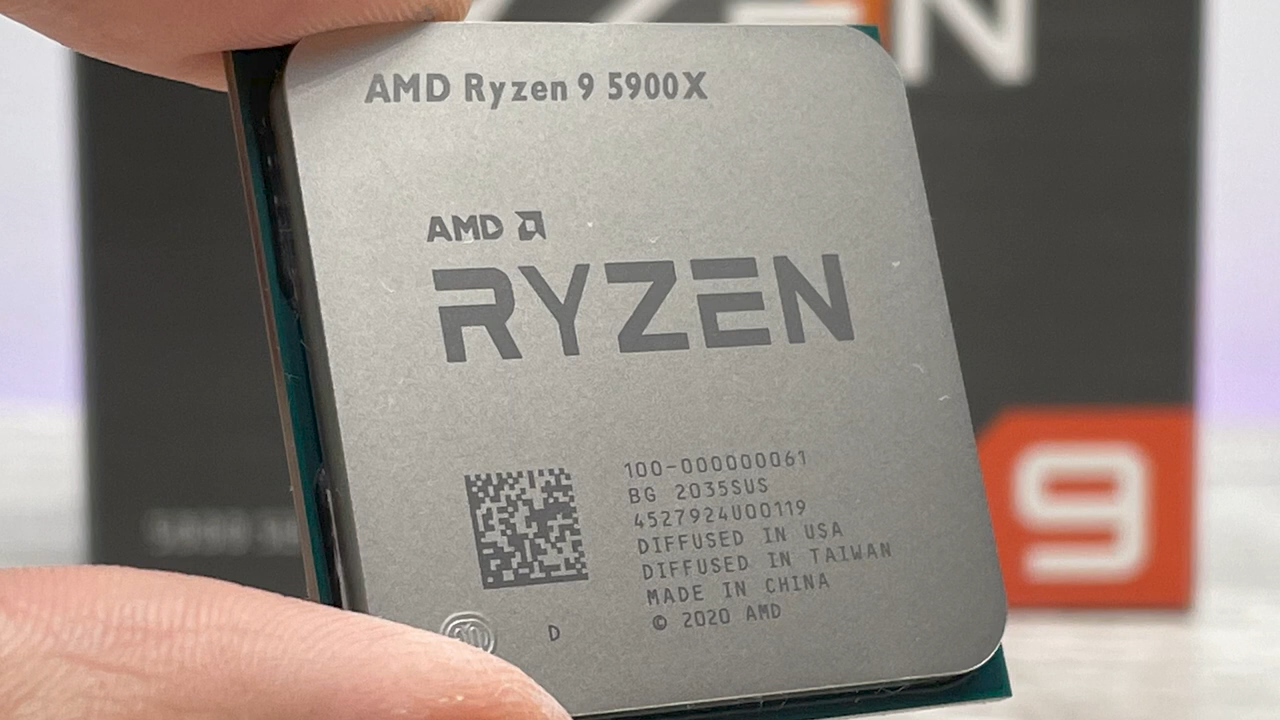 AMD Ryzen 9 5900X
AMD
RYZEN
100-000000061
BG 2035SUS
4527924U00119
DIFFUSED IN USA
DIFFUSED IN TAIWAN
MADE IN CHINA
© 2020 AMD
D
9